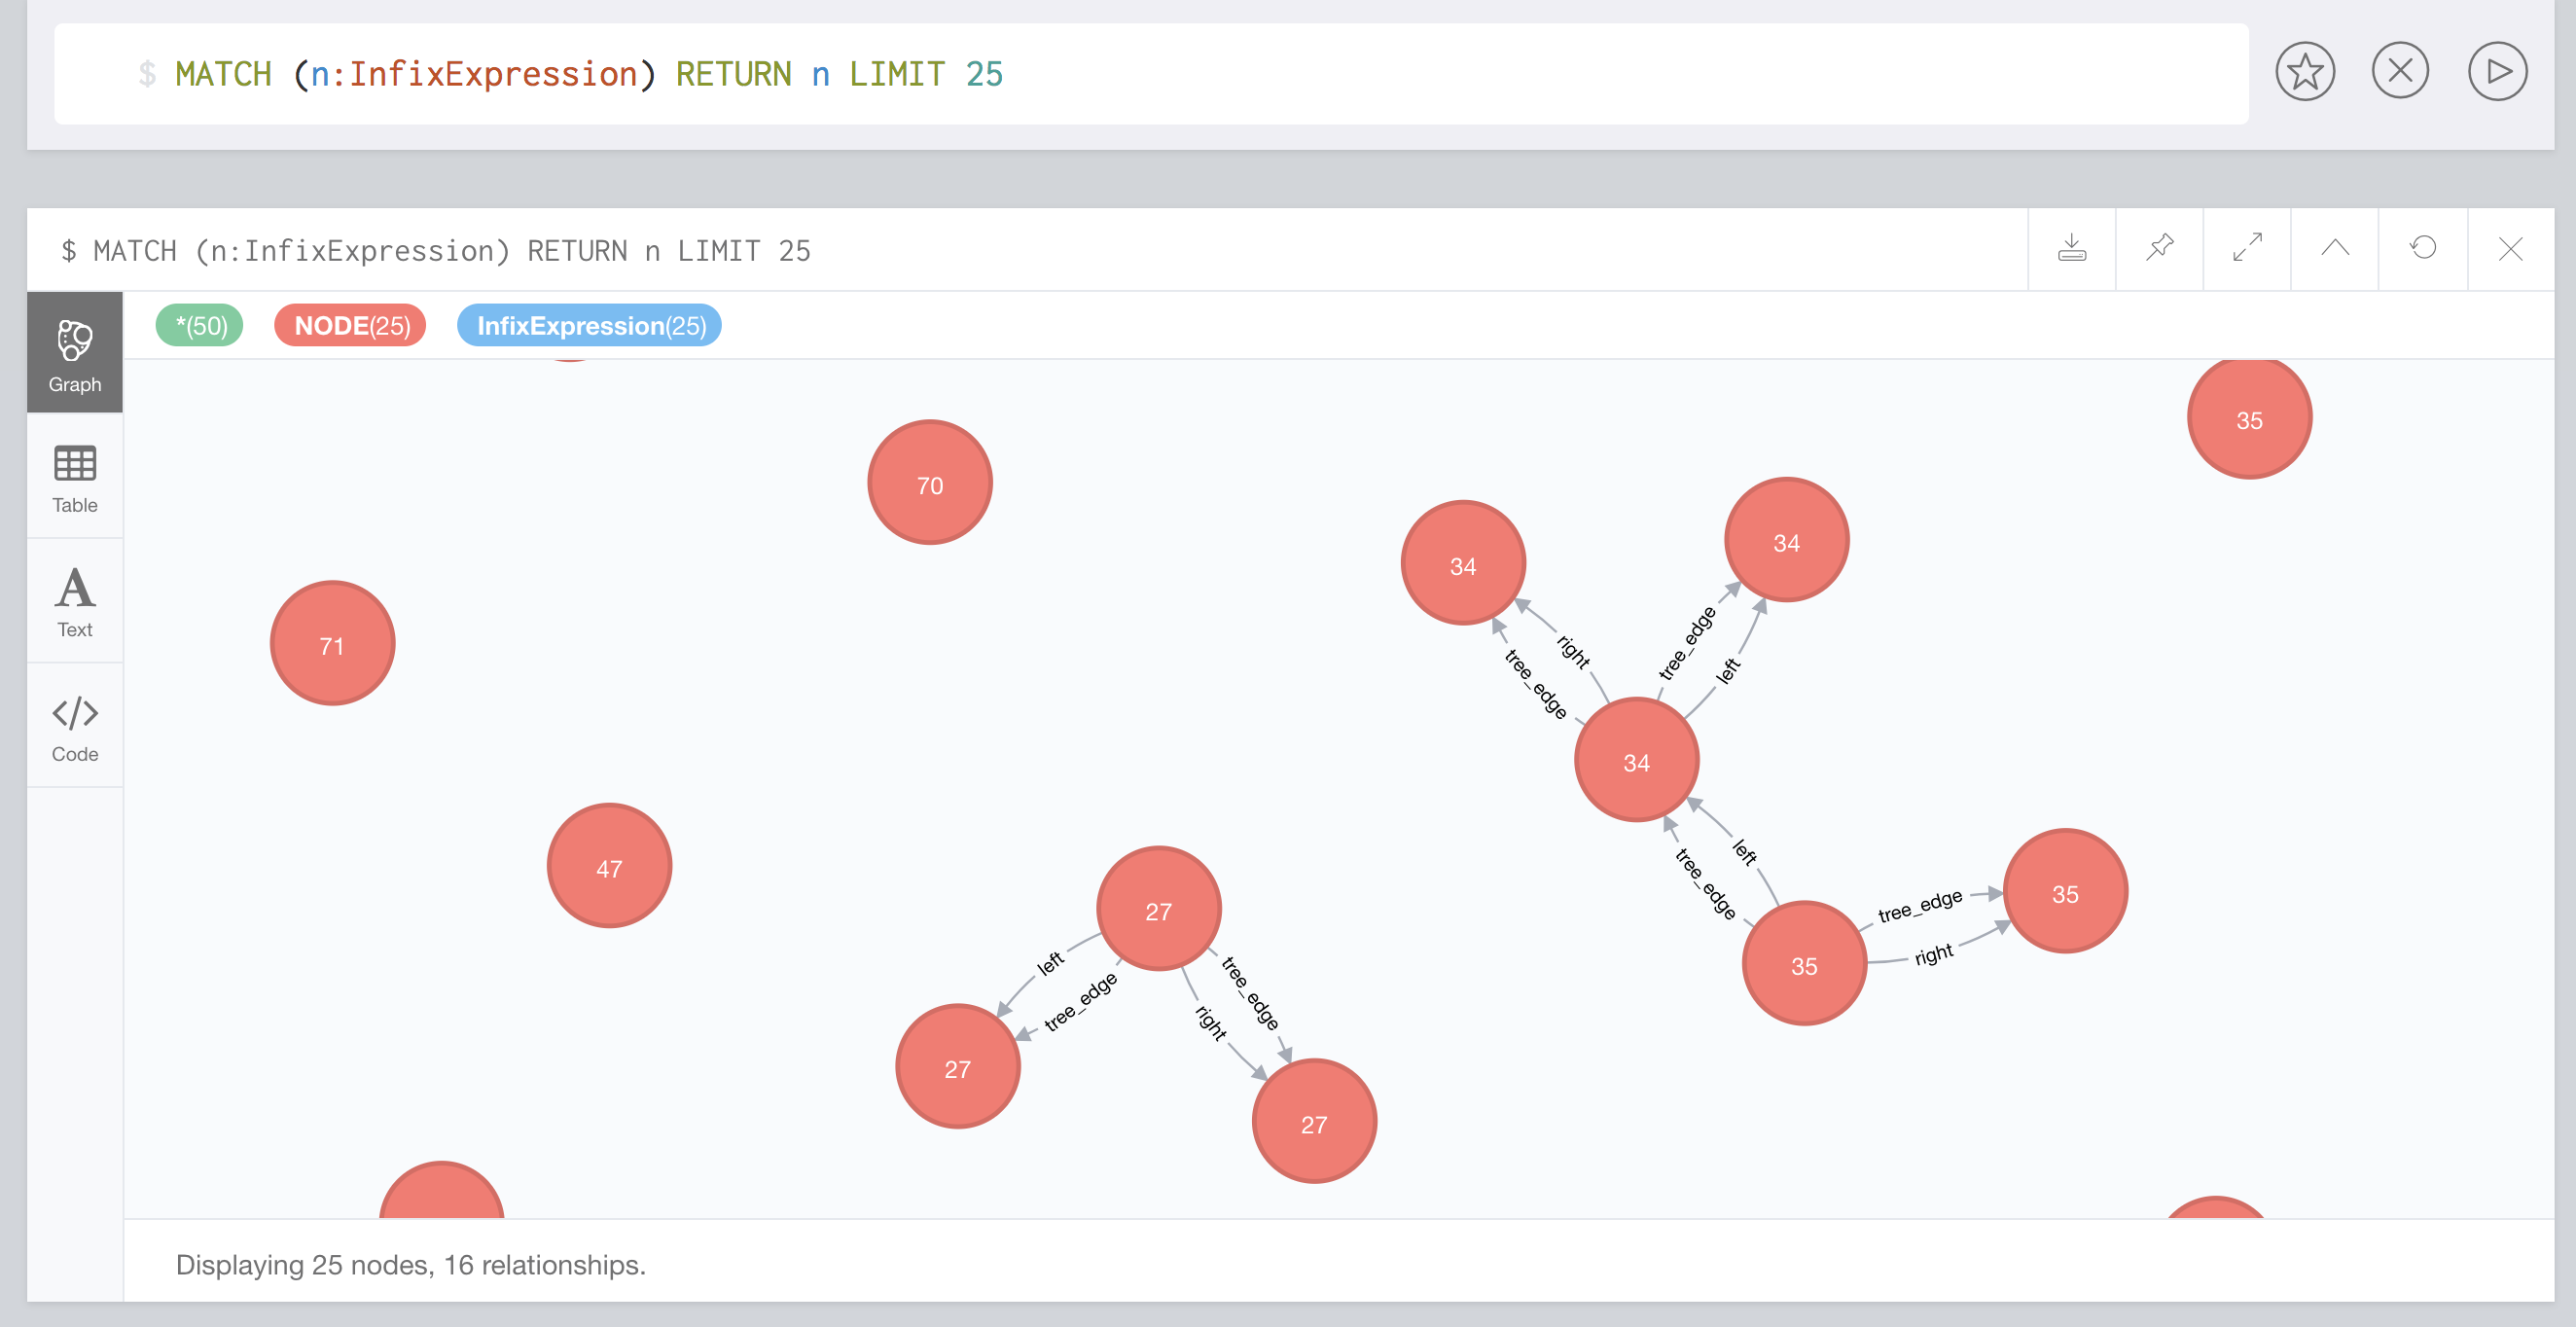 $ MATCH (n:InfixExpression) RETURN n LIMIT 25
$ MATCH (n:InfixExpression) RETURN n LIMIT 25
*(50) NODE(25) InfixExpression(25)
Graph
Table
Text
Code
35
70
34
34
71
right
tree_edge
tree_edge
left
34
47
27
left
tree_edge
35
tree_edge
right
35
left
tree_edge
tree_edge
right
27
27
Displaying 25 nodes, 16 relationships.